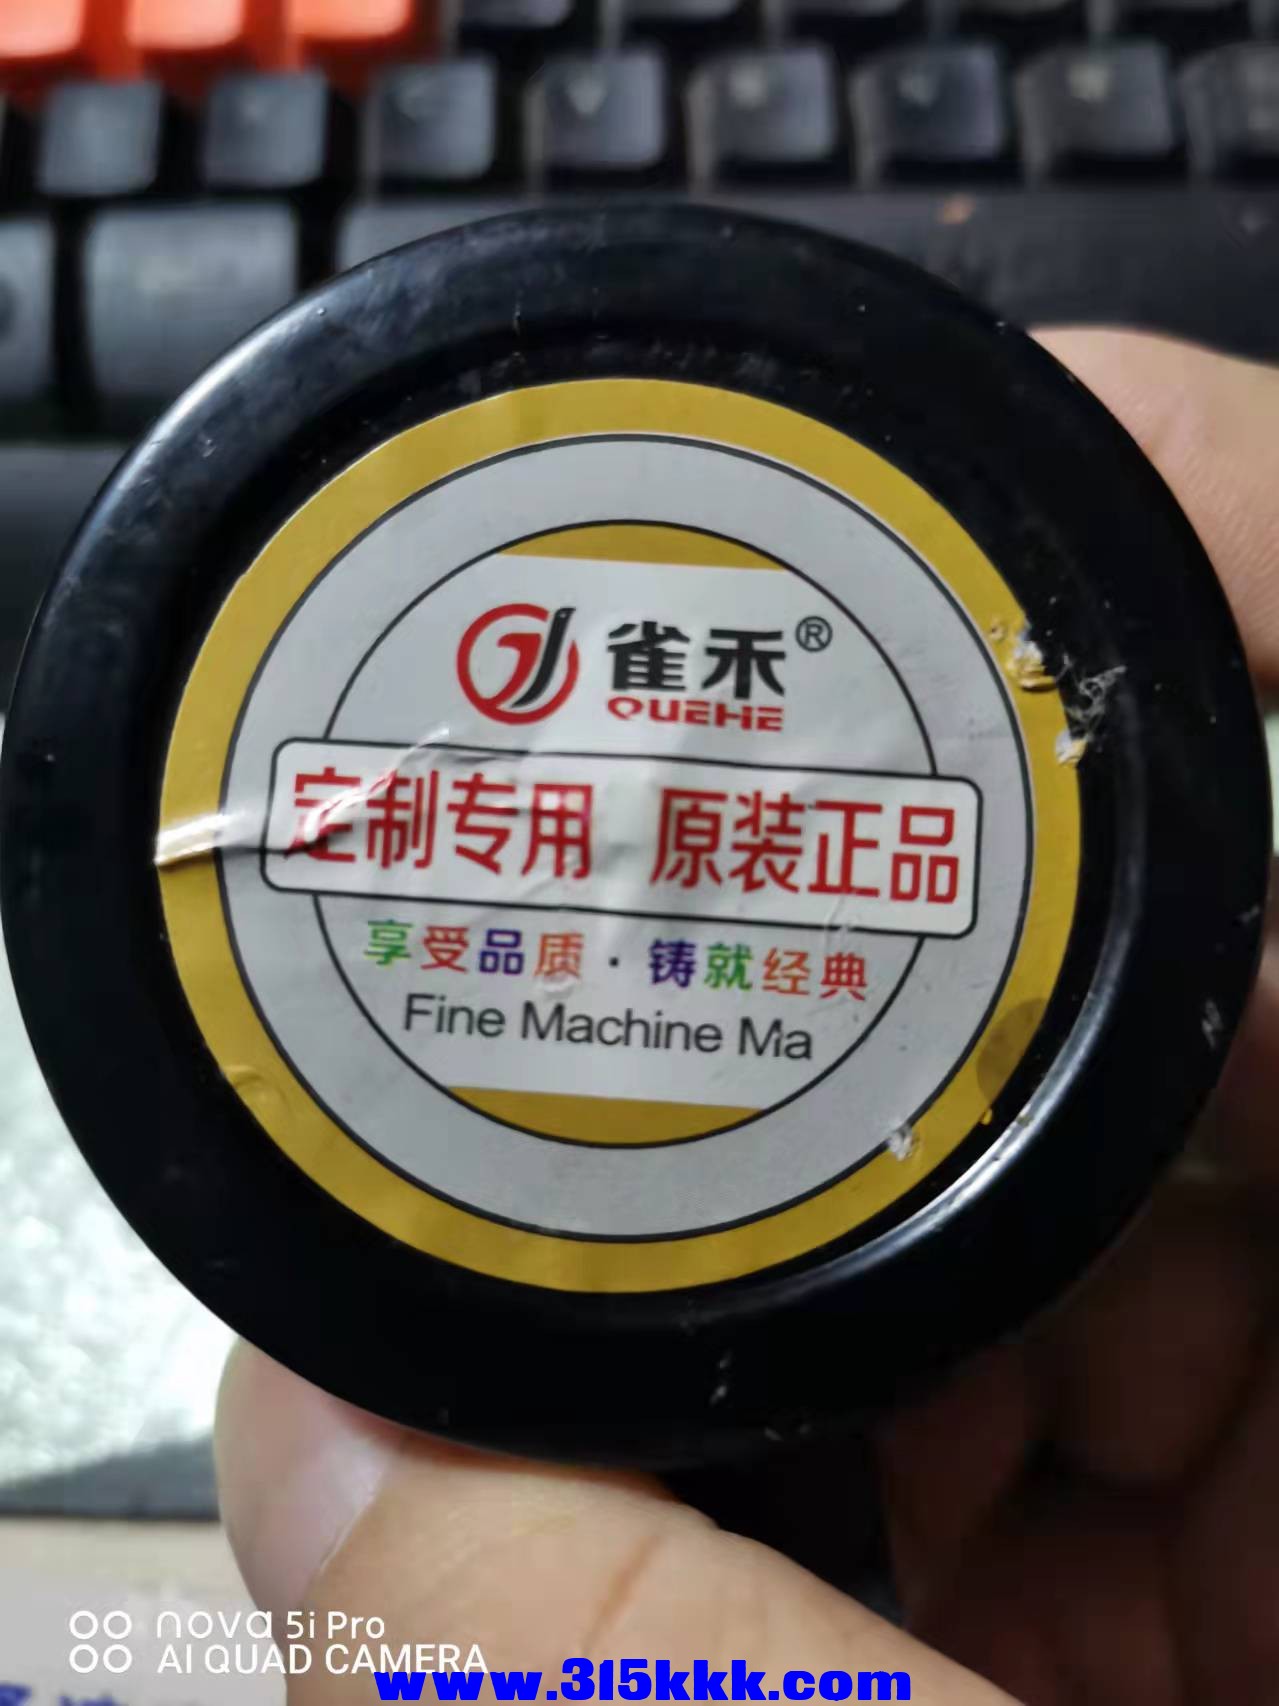 雀禾®
QUEHE
定制专用 原装正品
享受品质·铸就经典
Fine Machine Ma
nova 5i Pro
AI QUAD CAMERA
www.315kkk.com